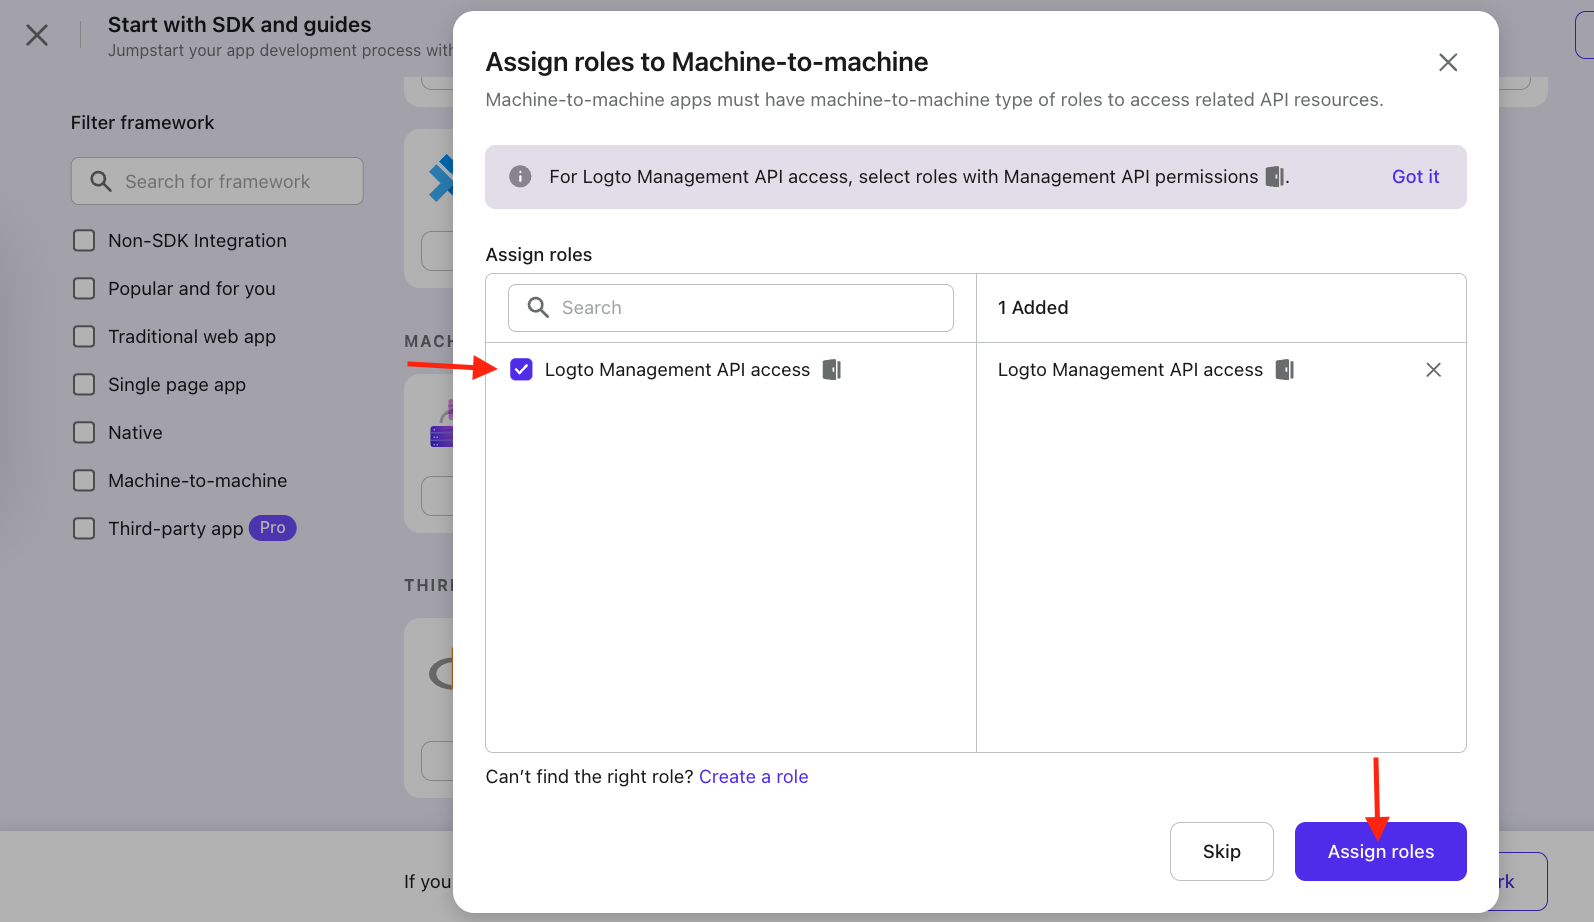 Start with SDK and guides
Jumpstart your app development process with
Filter framework
Search for framework
Non-SDK Integration
Popular and for you
Traditional web app
Single page app
Native
Machine-to-machine
Third-party app Pro
MACH
THIRD
If you
Assign roles to Machine-to-machine
Machine-to-machine apps must have machine-to-machine type of roles to access related API resources.
For Logto Management API access, select roles with Management API permissions .
Got it
Assign roles
Search
1 Added
Logto Management API access
Logto Management API access
Can't find the right role? Create a role
Skip
Assign roles
rk